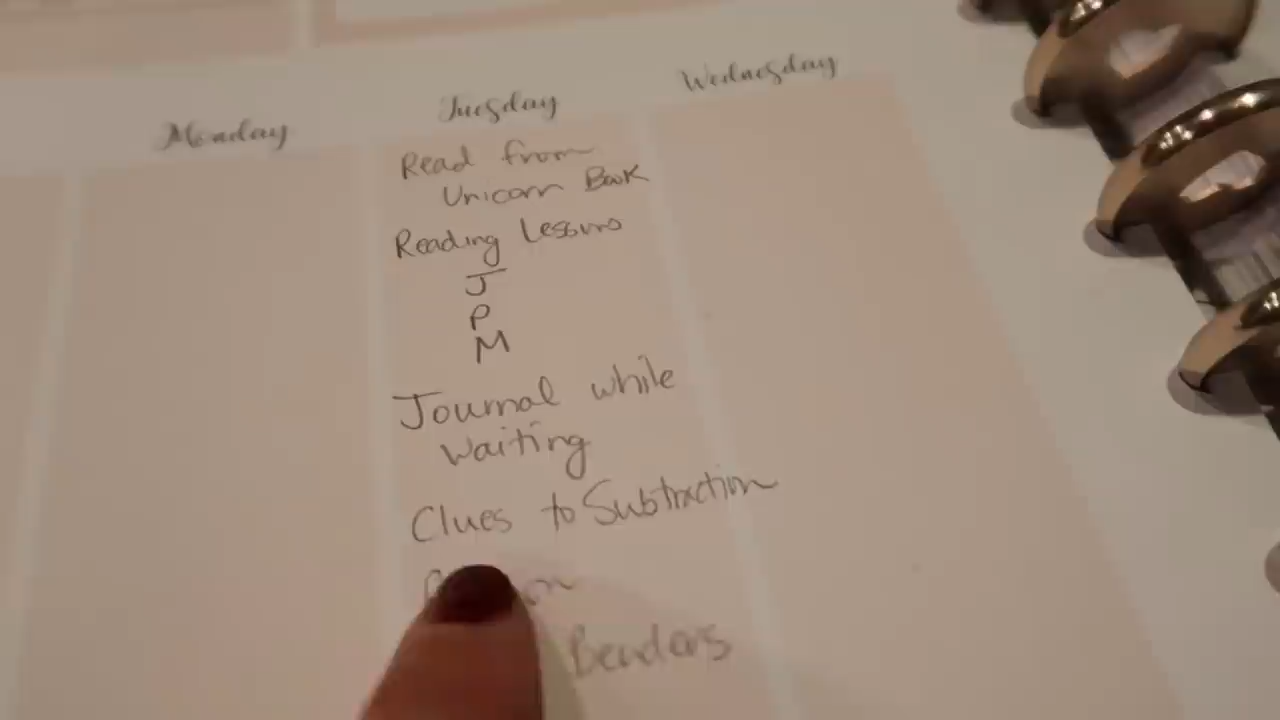 Monday
Tuesday
Wednesday
Read from
Unicorn Book
Reading Lessons
J
P
M
Journal while
Waiting
Clues to Subtraction
Benders